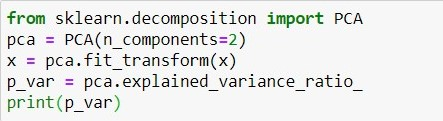 from sklearn.decomposition import PCA
pca = PCA(n_components=2)
x = pca.fit_transform(x)
p_var = pca.explained_variance_ratio_
print(p_var)